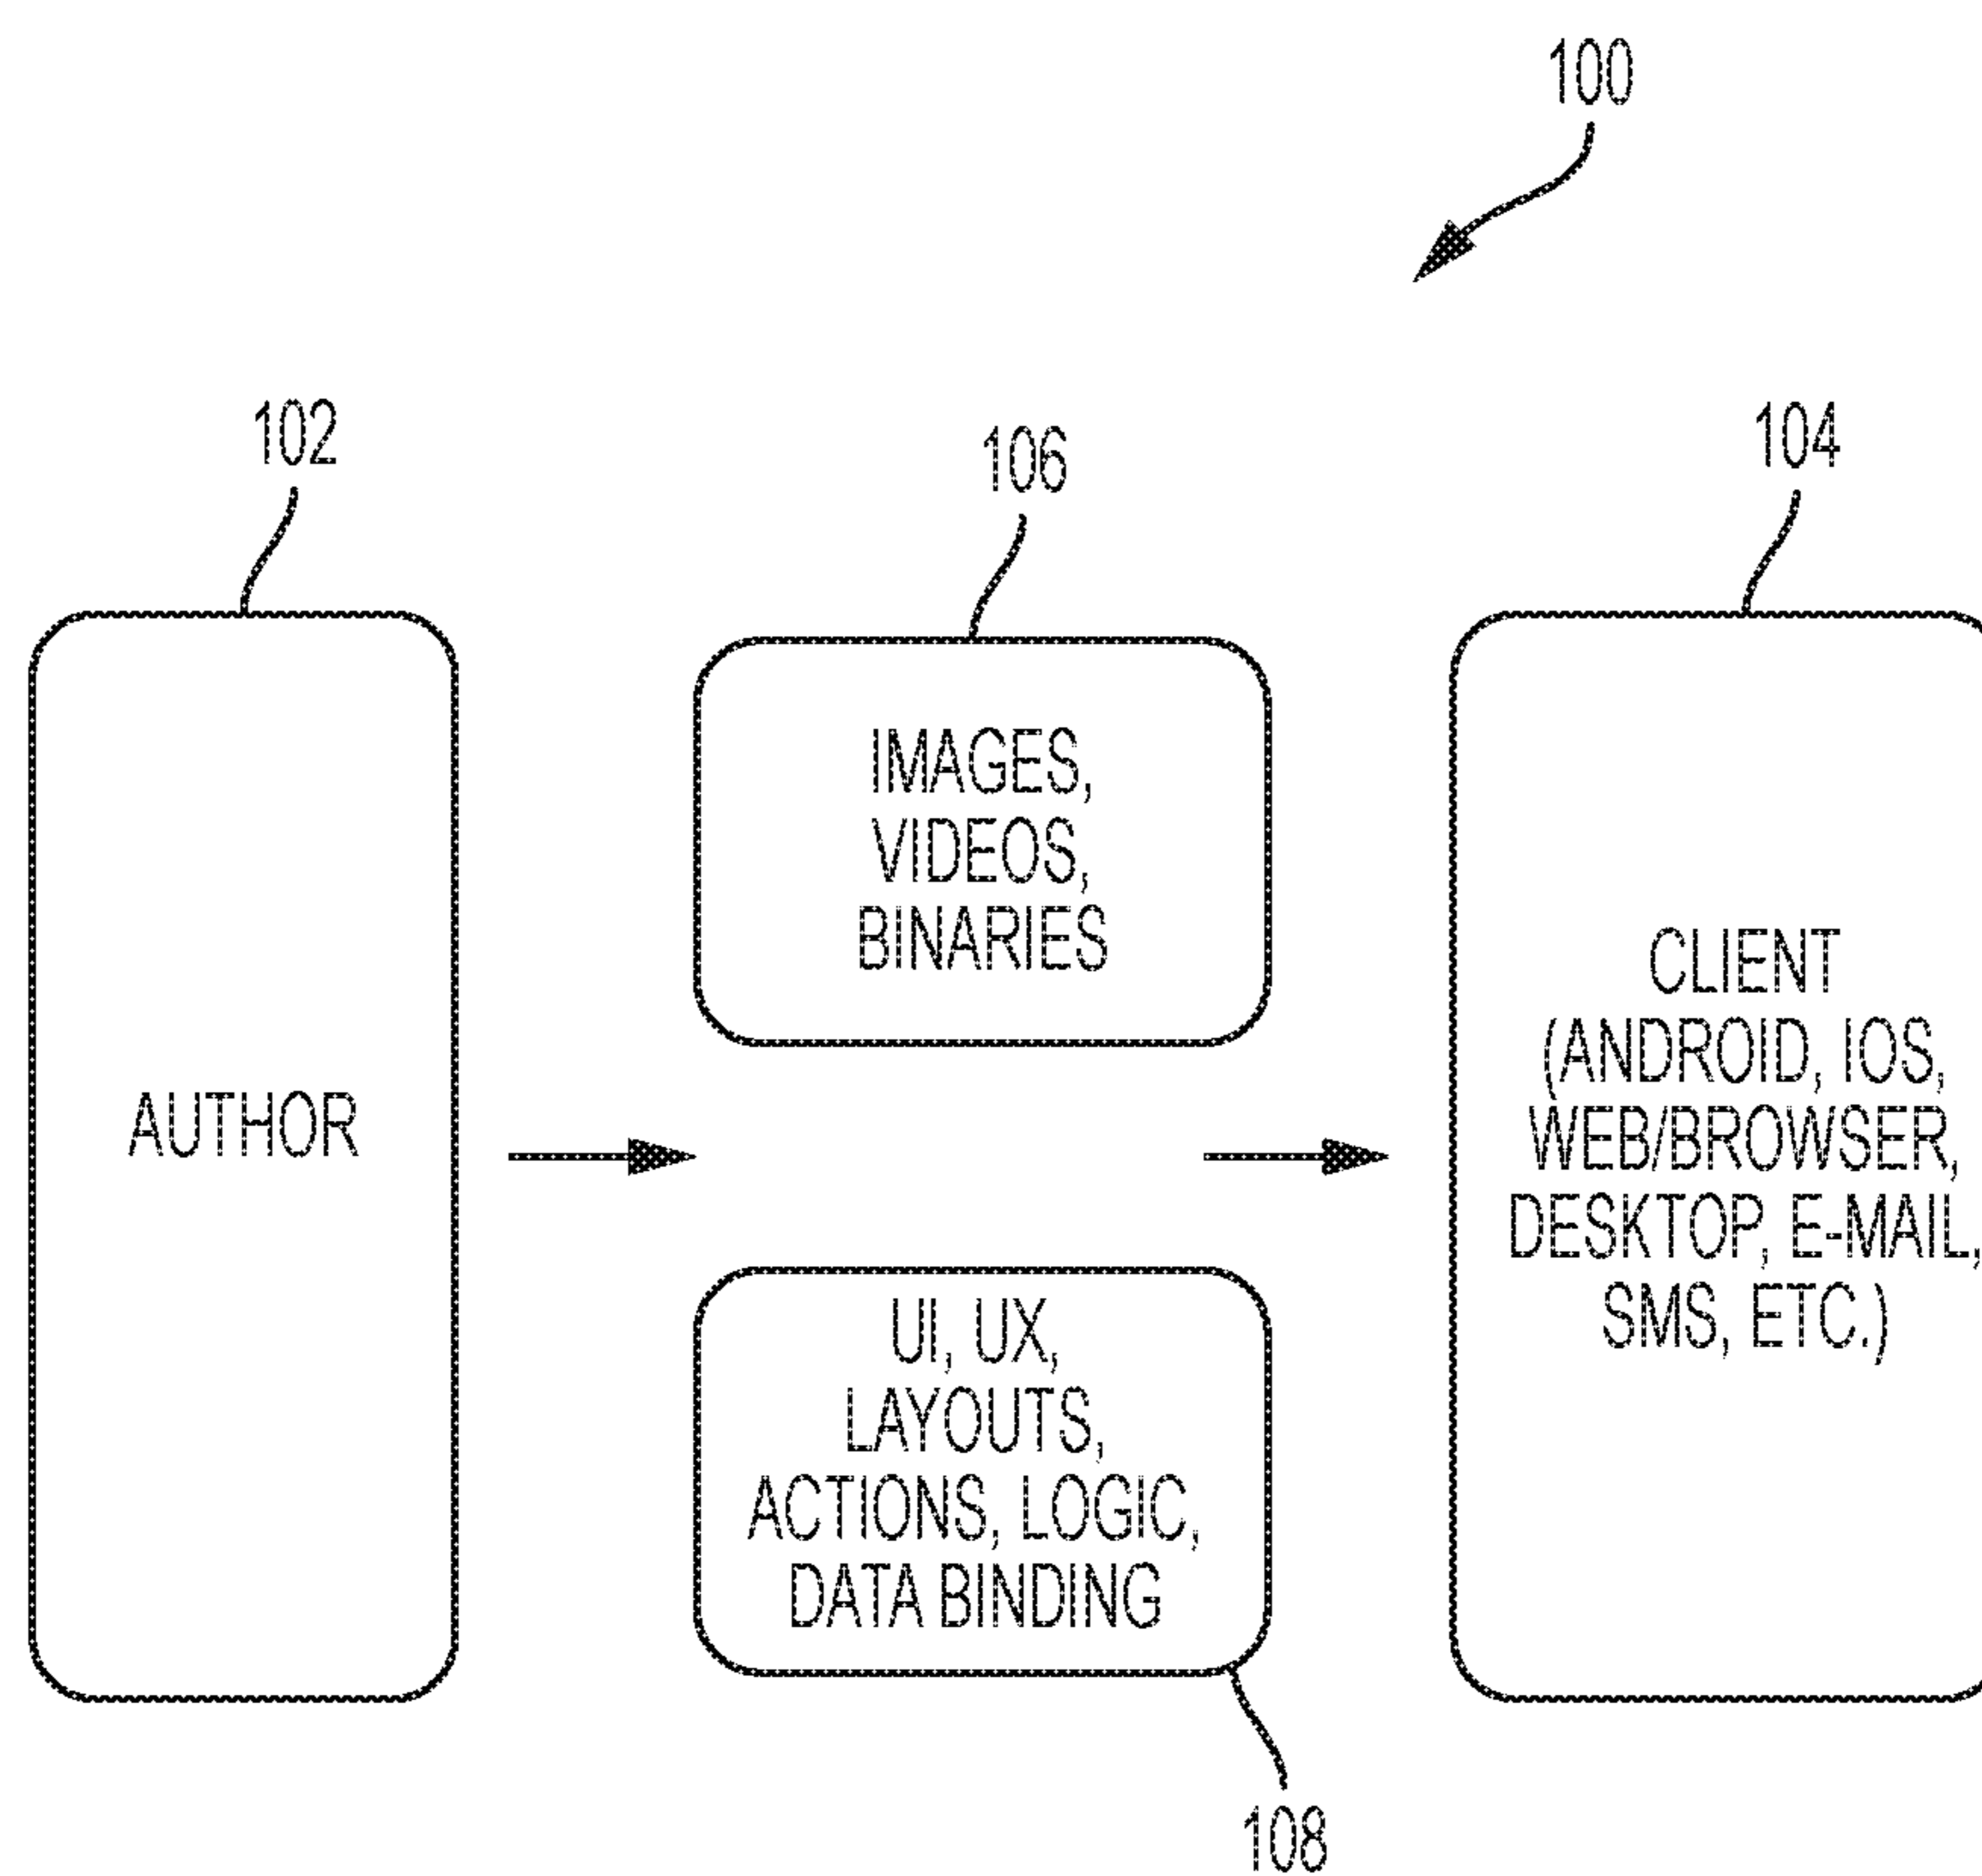 100
102
106
104
IMAGES,
VIDEOS,
BINARIES
AUTHOR
UI, UX,
LAYOUTS,
ACTIONS, LOGIC,
DATA BINDING
CLIENT
(ANDROID, IOS,
WEB/BROWSER,
DESKTOP, E-MAIL,
SMS, ETC.)
108